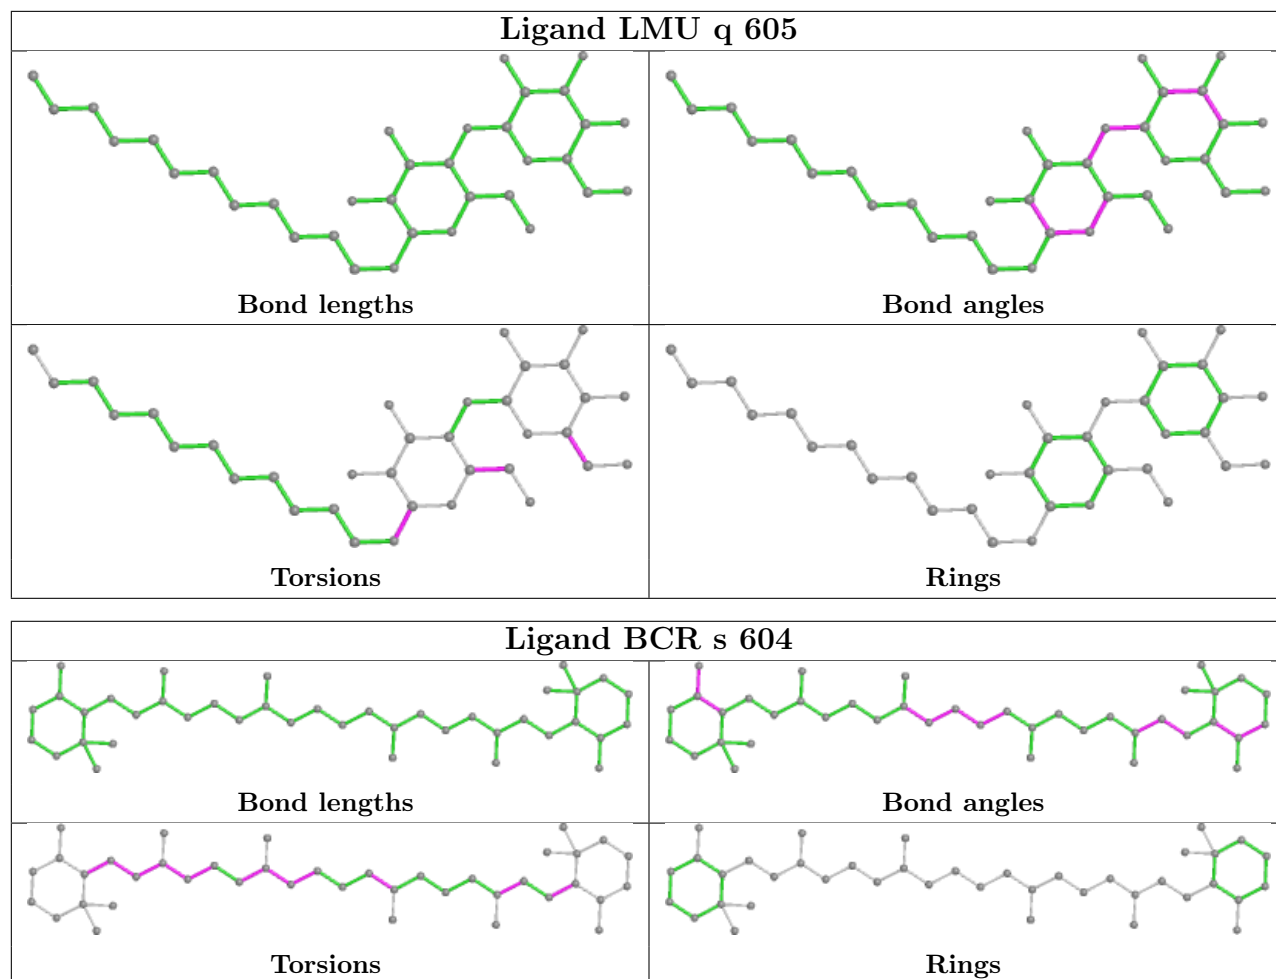 Ligand LMU q 605
Bond lengths
Bond angles
Torsions
Rings
Ligand BCR s 604
Bond lengths
Bond angles
Torsions
Rings